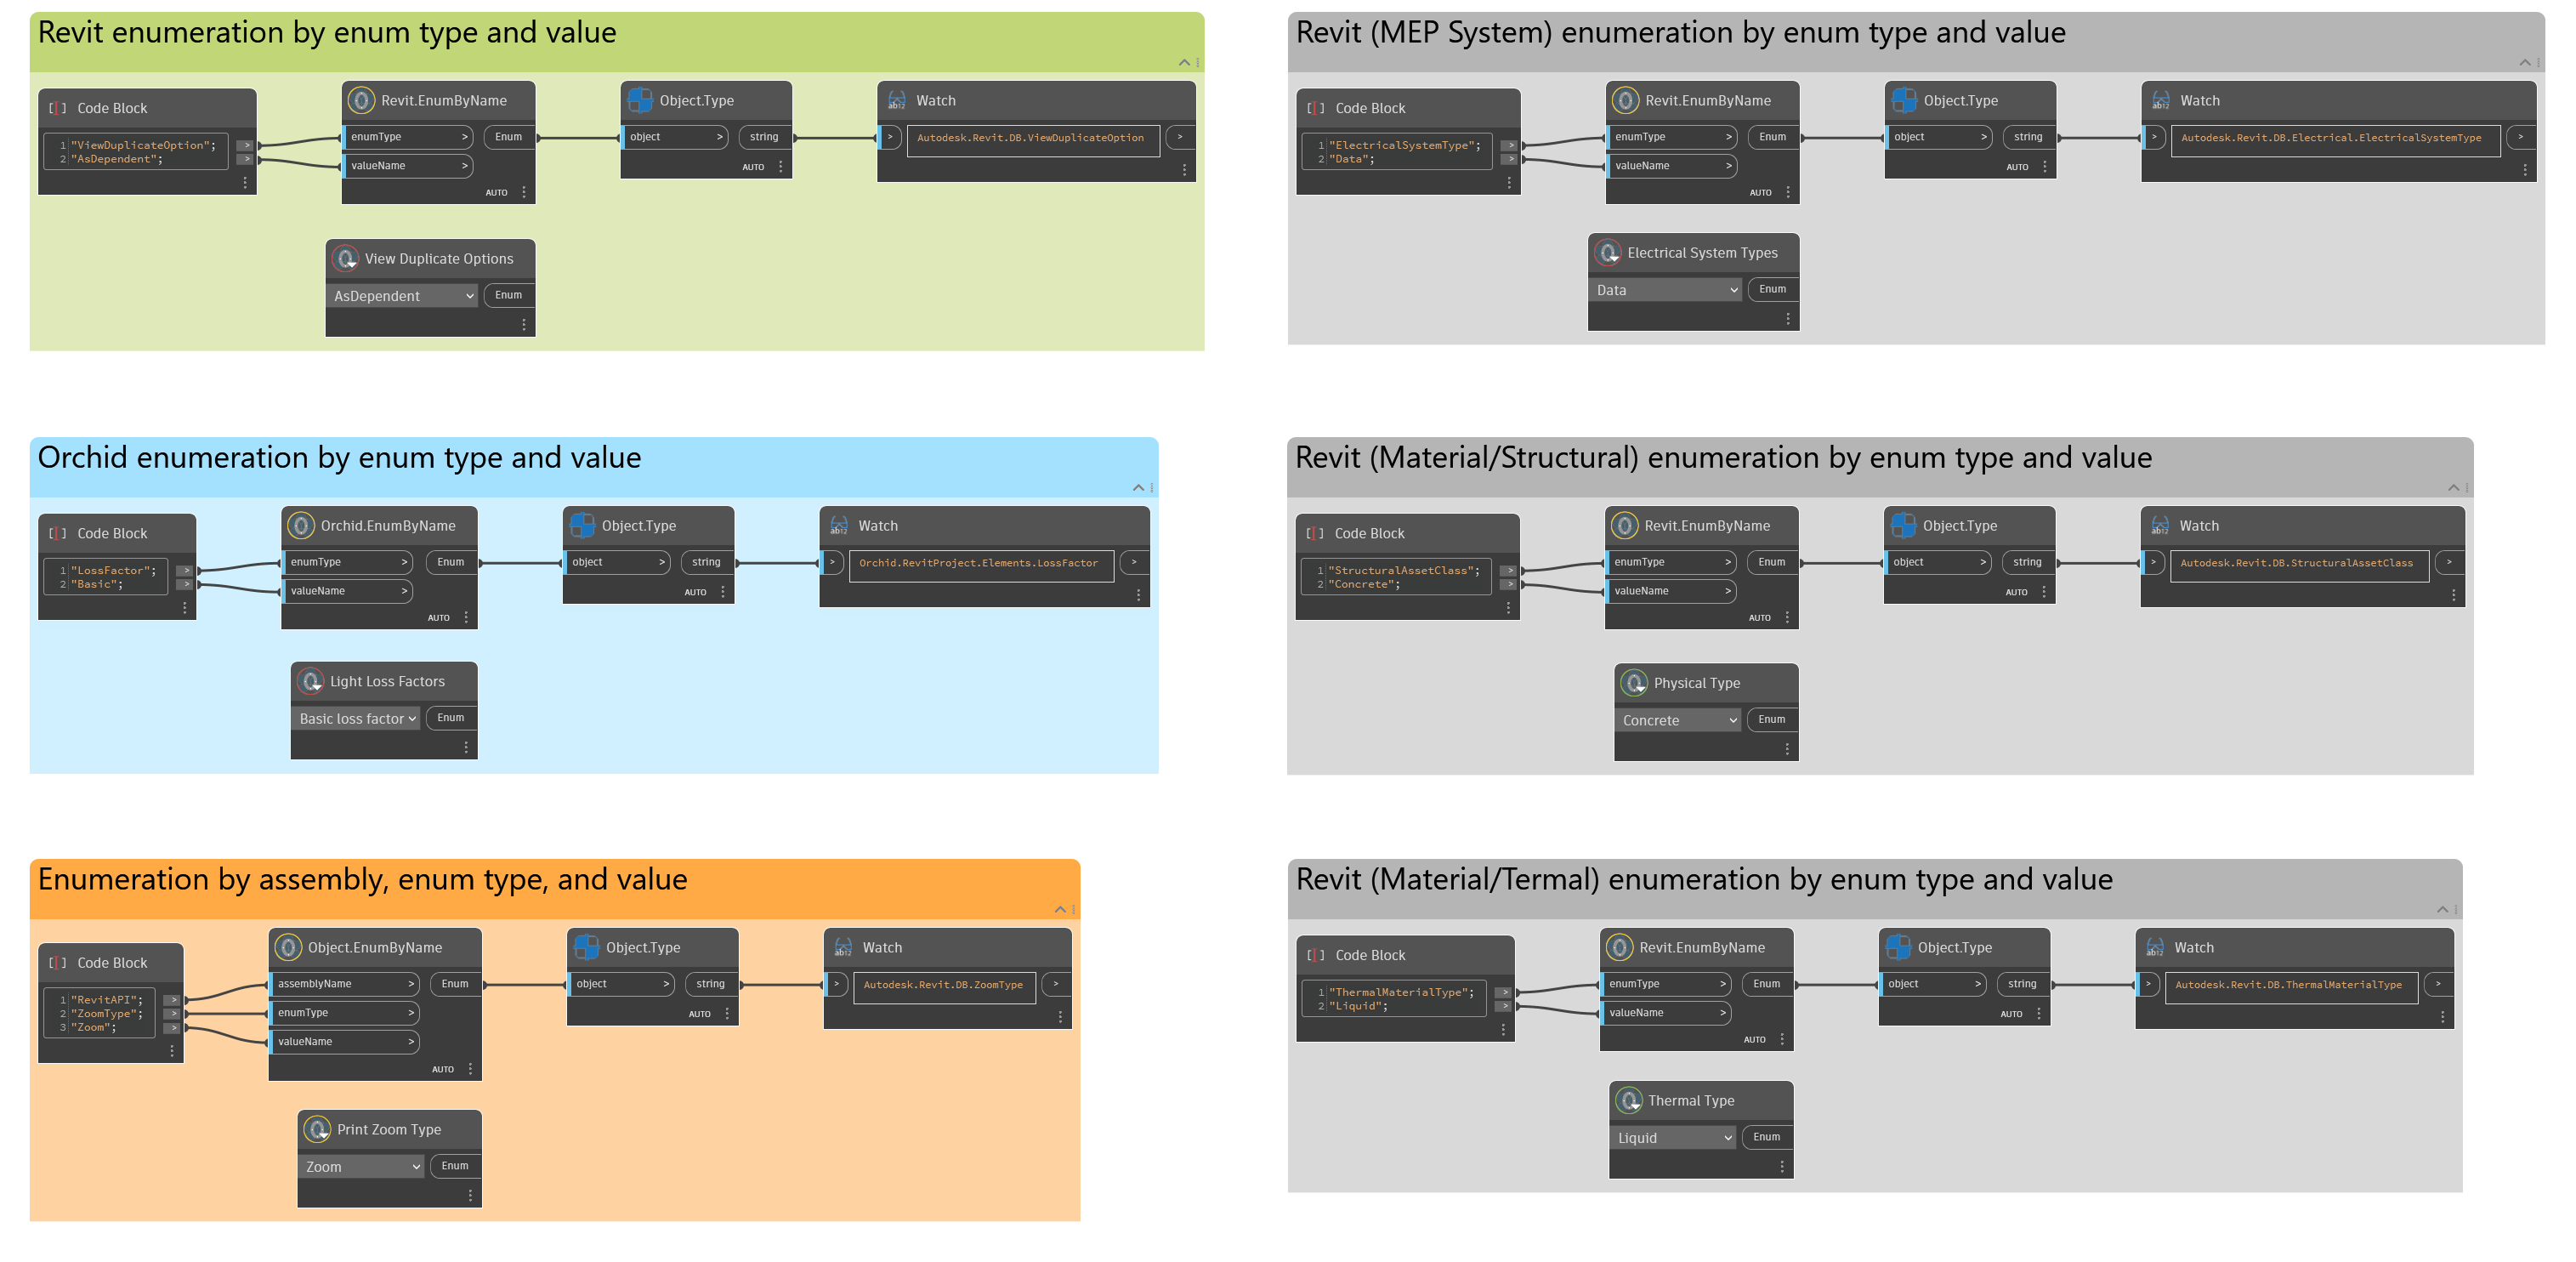 Revit enumeration by enum type and value
Code Block
1 "ViewDuplicateOption"; >
2 "AsDependent"; >
Revit.EnumByName
enumType > Enum
valueName >
AUTO
Object.Type
object > string
AUTO
Watch
> Autodesk.Revit.DB.ViewDuplicateOption >
View Duplicate Options
AsDependent Enum
Revit (MEP System) enumeration by enum type and value
Code Block
1 "ElectricalSystemType"; >
2 "Data"; >
Revit.EnumByName
enumType > Enum
valueName >
AUTO
Object.Type
object > string
AUTO
Watch
> Autodesk.Revit.DB.Electrical.ElectricalSystemType >
Electrical System Types
Data Enum
Orchid enumeration by enum type and value
Code Block
1 "LossFactor"; >
2 "Basic"; >
Orchid.EnumByName
enumType > Enum
valueName >
AUTO
Object.Type
object > string
AUTO
Watch
> Orchid.RevitProject.Elements.LossFactor >
Light Loss Factors
Basic loss factor Enum
Revit (Material/Structural) enumeration by enum type and value
Code Block
1 "StructuralAssetClass"; >
2 "Concrete"; >
Revit.EnumByName
enumType > Enum
valueName >
AUTO
Object.Type
object > string
AUTO
Watch
> Autodesk.Revit.DB.StructuralAssetClass >
Physical Type
Concrete Enum
Enumeration by assembly, enum type, and value
Code Block
1 "RevitAPI"; >
2 "ZoomType"; >
3 "Zoom"; >
Object.EnumByName
assemblyName > Enum
enumType >
valueName >
AUTO
Object.Type
object > string
AUTO
Watch
> Autodesk.Revit.DB.ZoomType >
Print Zoom Type
Zoom Enum
Revit (Material/Termal) enumeration by enum type and value
Code Block
1 "ThermalMaterialType"; >
2 "Liquid"; >
Revit.EnumByName
enumType > Enum
valueName >
AUTO
Object.Type
object > string
AUTO
Watch
> Autodesk.Revit.DB.ThermalMaterialType >
Thermal Type
Liquid Enum